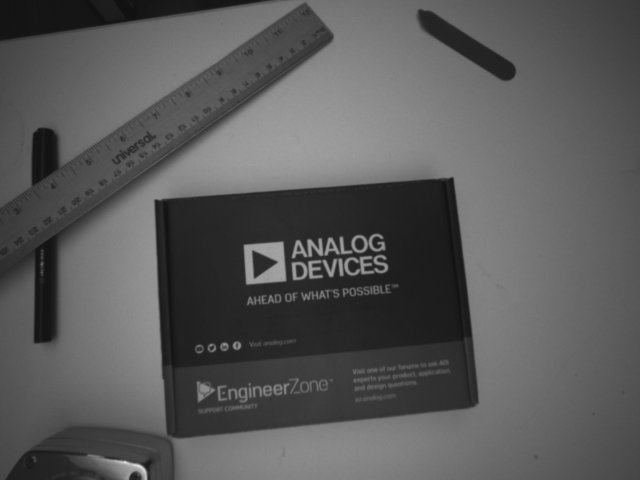 universal.
ANALOG
DEVICES
AHEAD OF WHAT'S POSSIBLE™
Visit analog.com
EngineerZone™
SUPPORT COMMUNITY
Visit one of our forums to ask ADI
experts your product, application,
and design questions.
ez.analog.com